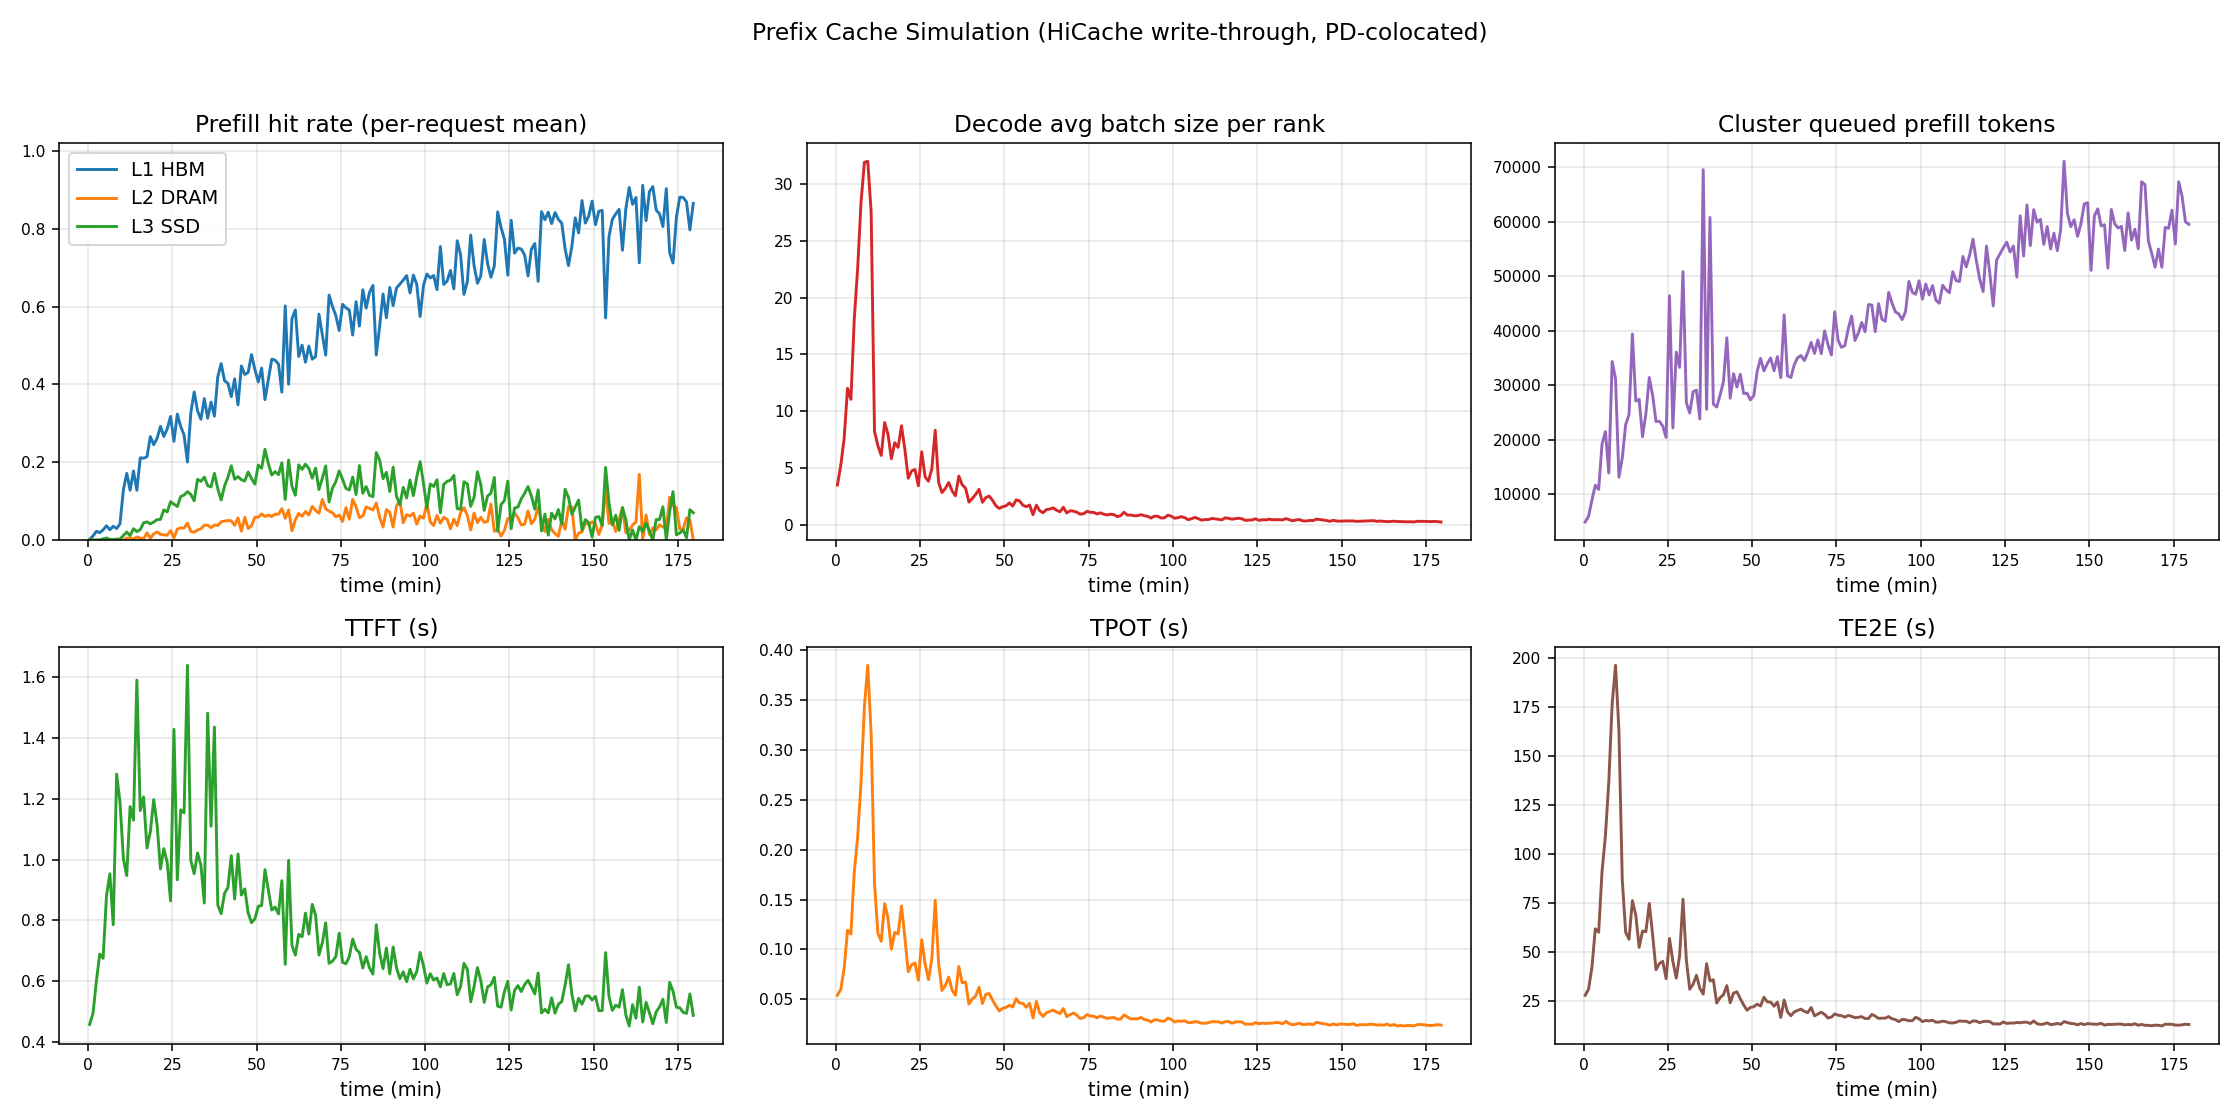 Prefix Cache Simulation (HiCache write-through, PD-colocated)
Prefill hit rate (per-request mean)
1.0
0.8
0.6
0.4
0.2
0.0
L1 HBM
L2 DRAM
L3 SSD
0 25 50 75 100 125 150 175
time (min)
Decode avg batch size per rank
30
25
20
15
10
5
0
0 25 50 75 100 125 150 175
time (min)
Cluster queued prefill tokens
70000
60000
50000
40000
30000
20000
10000
0 25 50 75 100 125 150 175
time (min)
TTFT (s)
1.6
1.4
1.2
1.0
0.8
0.6
0.4
0 25 50 75 100 125 150 175
time (min)
TPOT (s)
0.40
0.35
0.30
0.25
0.20
0.15
0.10
0.05
0 25 50 75 100 125 150 175
time (min)
TE2E (s)
200
175
150
125
100
75
50
25
0 25 50 75 100 125 150 175
time (min)